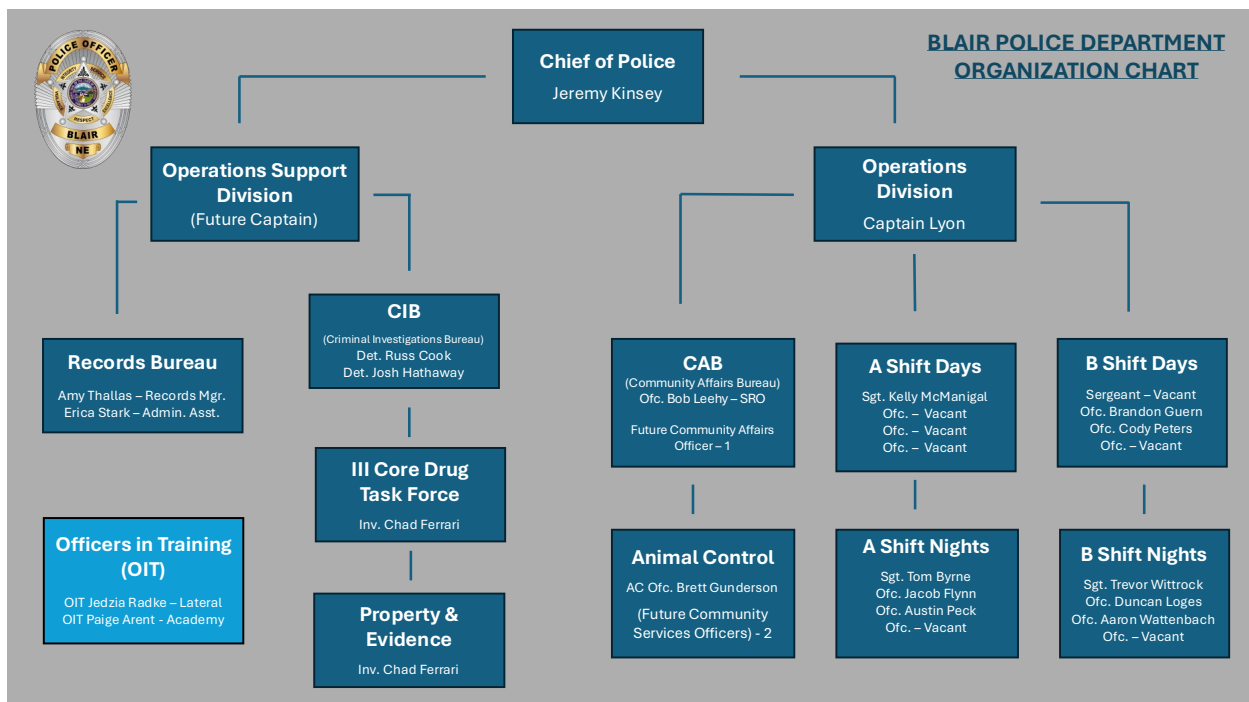 BLAIR POLICE DEPARTMENT
ORGANIZATION CHART
POLICE OFFICER
RESPECT
BLAIR
NE
Chief of Police
Jeremy Kinsey
Operations Support
Division
(Future Captain)
Operations
Division
Captain Lyon
Records Bureau
Amy Thallas – Records Mgr.
Erica Stark – Admin. Asst.
CIB
(Criminal Investigations Bureau)
Det. Russ Cook
Det. Josh Hathaway
CAB
(Community Affairs Bureau)
Ofc. Bob Leehy – SRO
Future Community Affairs
Officer – 1
A Shift Days
Sgt. Kelly McManigal
Ofc. – Vacant
Ofc. – Vacant
Ofc. – Vacant
B Shift Days
Sergeant – Vacant
Ofc. Brandon Guern
Ofc. Cody Peters
Ofc. – Vacant
III Core Drug
Task Force
Inv. Chad Ferrari
Officers in Training
(OIT)
OIT Jedzia Radke – Lateral
OIT Paige Arent - Academy
Property &
Evidence
Inv. Chad Ferrari
Animal Control
AC Ofc. Brett Gunderson
(Future Community
Services Officers) - 2
A Shift Nights
Sgt. Tom Byrne
Ofc. Jacob Flynn
Ofc. Austin Peck
Ofc. – Vacant
B Shift Nights
Sgt. Trevor Wittrock
Ofc. Duncan Loges
Ofc. Aaron Wattenbach
Ofc. – Vacant